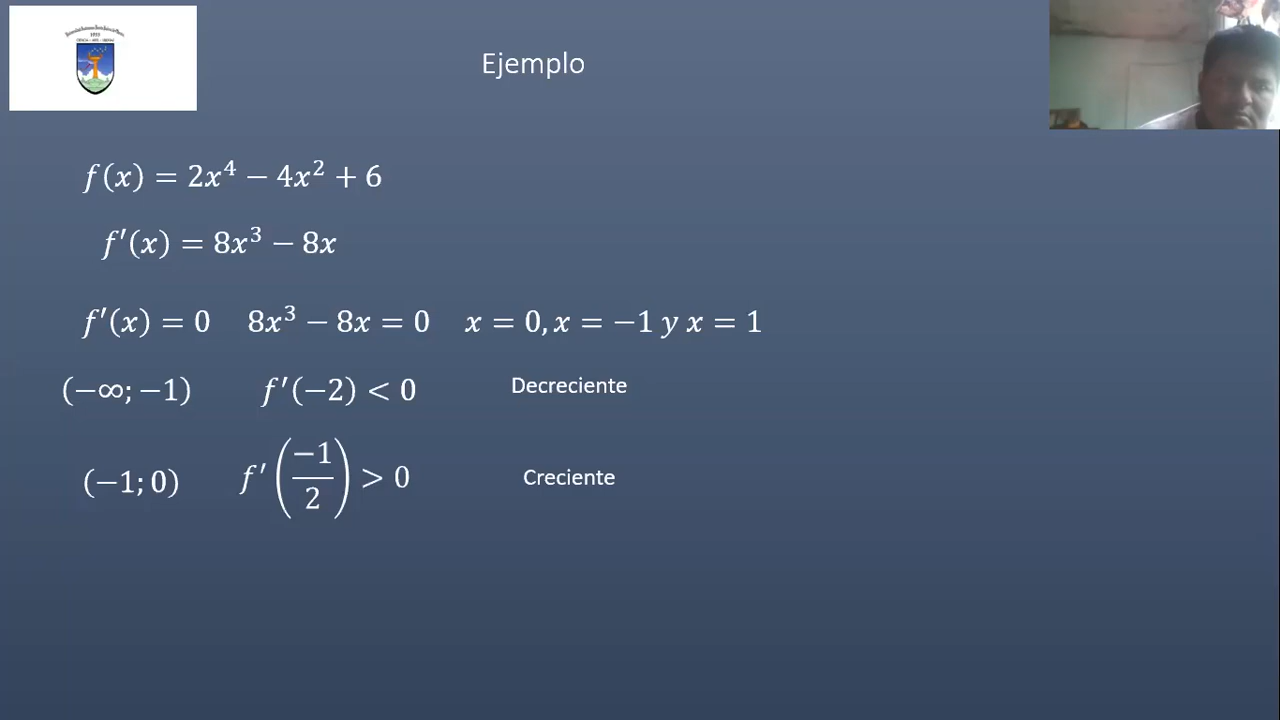 1955
Ejemplo
f(x) = 2x⁴ − 4x² + 6
f′(x) = 8x³ − 8x
f′(x) = 0 8x³ − 8x = 0 x = 0, x = −1 y x = 1
(−∞; −1) f′(−2) < 0 Decreciente
(−1; 0) f′(−1/2) > 0 Creciente